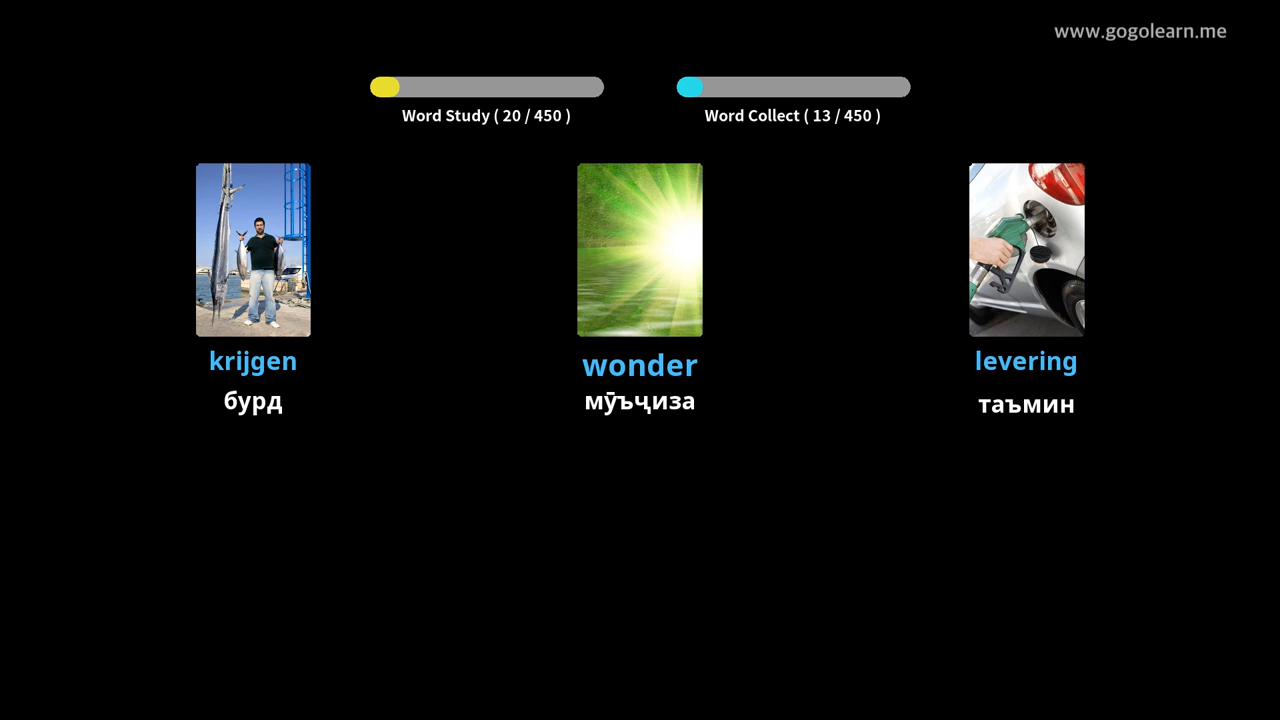 www.gogolearn.me
Word Study ( 20 / 450 )
Word Collect ( 13 / 450 )
krijgen
бурд
wonder
мӯъҷиза
levering
таъмин